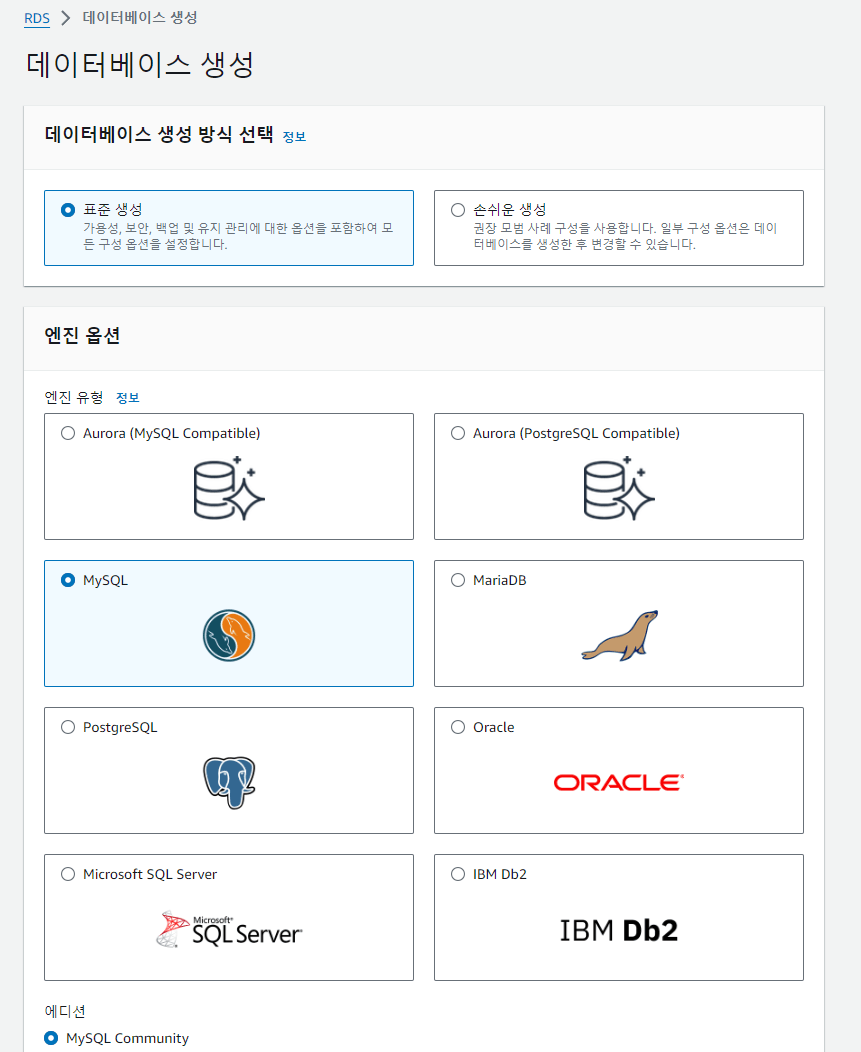 RDS > 데이터베이스 생성
데이터베이스 생성
데이터베이스 생성 방식 선택 정보
표준 생성
가용성, 보안, 백업 및 유지 관리에 대한 옵션을 포함하여 모
든 구성 옵션을 설정합니다.
손쉬운 생성
권장 모범 사례 구성을 사용합니다. 일부 구성 옵션은 데이
터베이스를 생성한 후 변경할 수 있습니다.
엔진 옵션
엔진 유형 정보
Aurora (MySQL Compatible)
Aurora (PostgreSQL Compatible)
MySQL
MariaDB
PostgreSQL
Oracle
ORACLE®
Microsoft SQL Server
Microsoft®
SQL Server®
IBM Db2
IBM Db2
에디션
MySQL Community